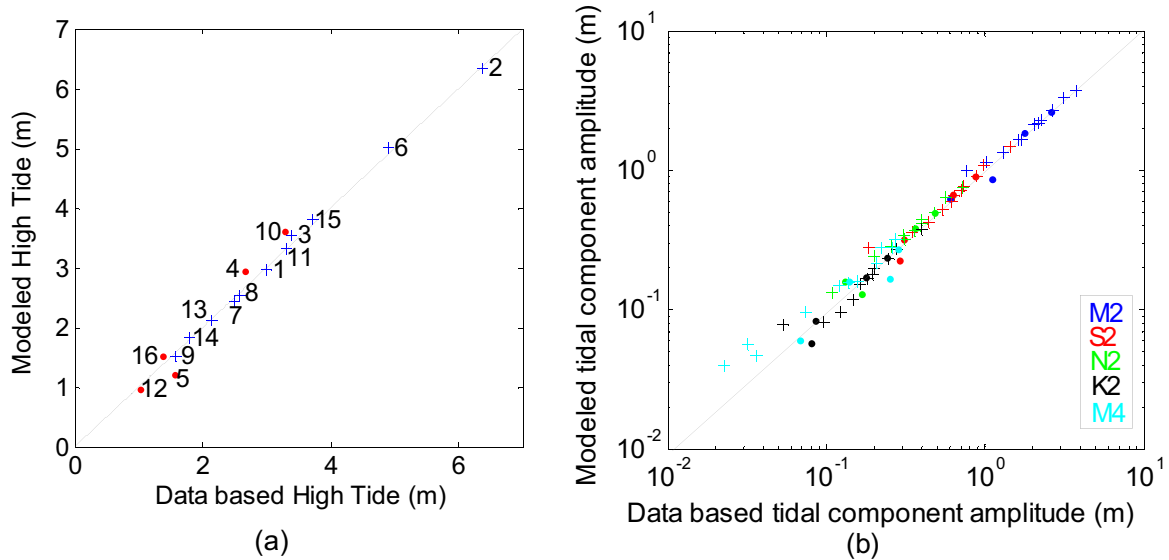 (a)
7
6
5
4
3
2
1
0
Modeled High Tide (m)
2
6
15
10
3
11
4
1
8
13
7
14
16
9
5
12
0
2
4
6
Data based High Tide (m)
(a)
(b)
10^1
10^0
10^-1
10^-2
Modeled tidal component amplitude (m)
M2
S2
N2
K2
M4
10^-2
10^-1
10^0
10^1
Data based tidal component amplitude (m)
(b)